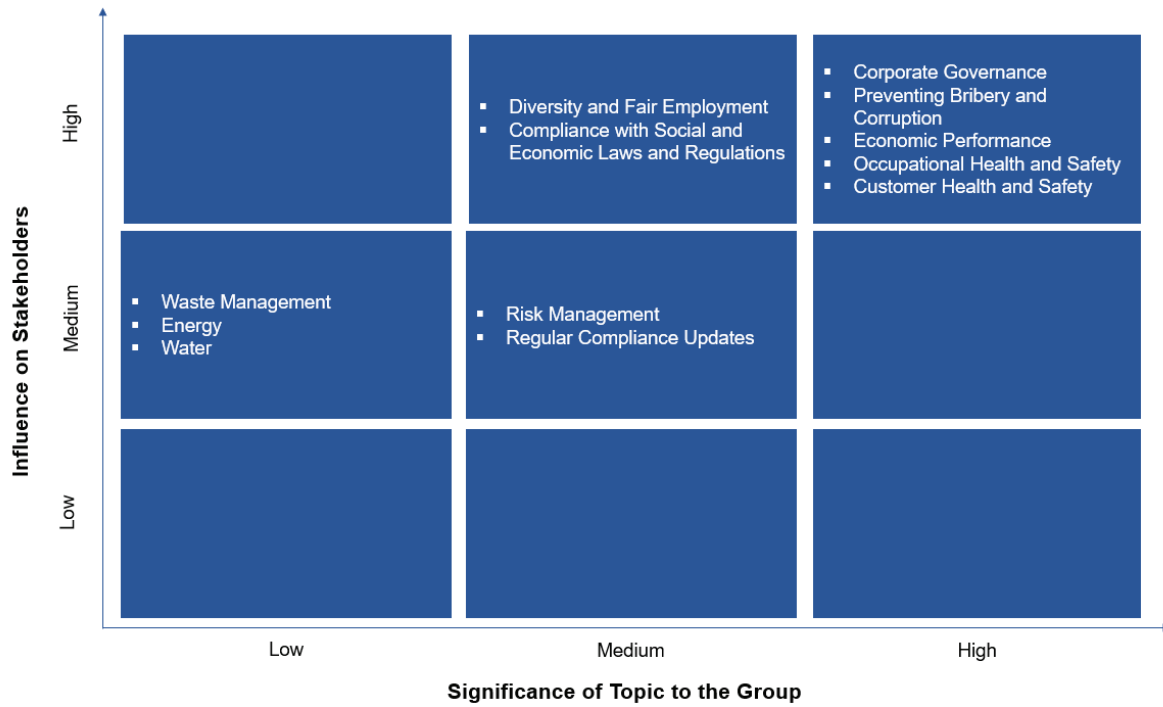 Influence on Stakeholders
High
▪ Diversity and Fair Employment
▪ Compliance with Social and
Economic Laws and Regulations
▪ Corporate Governance
▪ Preventing Bribery and
Corruption
▪ Economic Performance
▪ Occupational Health and Safety
▪ Customer Health and Safety
Medium
▪ Waste Management
▪ Energy
▪ Water
▪ Risk Management
▪ Regular Compliance Updates
Low
Low
Medium
High
Significance of Topic to the Group